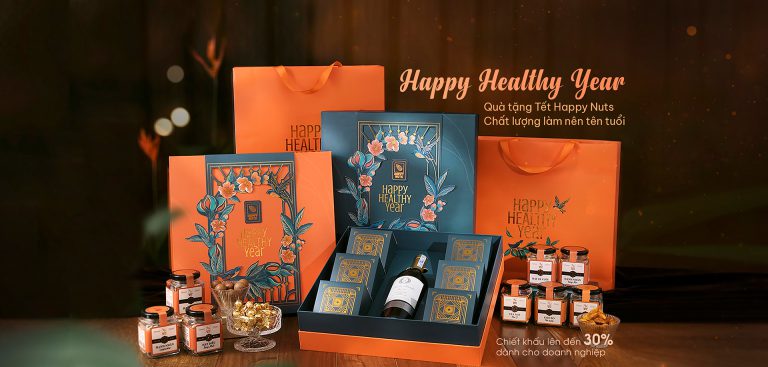 Happy Healthy Year
Quà tặng Tết Happy Nuts
Chất lượng làm nên tên tuổi
HAPPY
HEALTHY
HAPPY
HEALTHY
Year
HAPPY
HEALTHY
Year
HAPPY
HEALTHY
Year
Chiết khấu lên đến 30%
dành cho doanh nghiệp